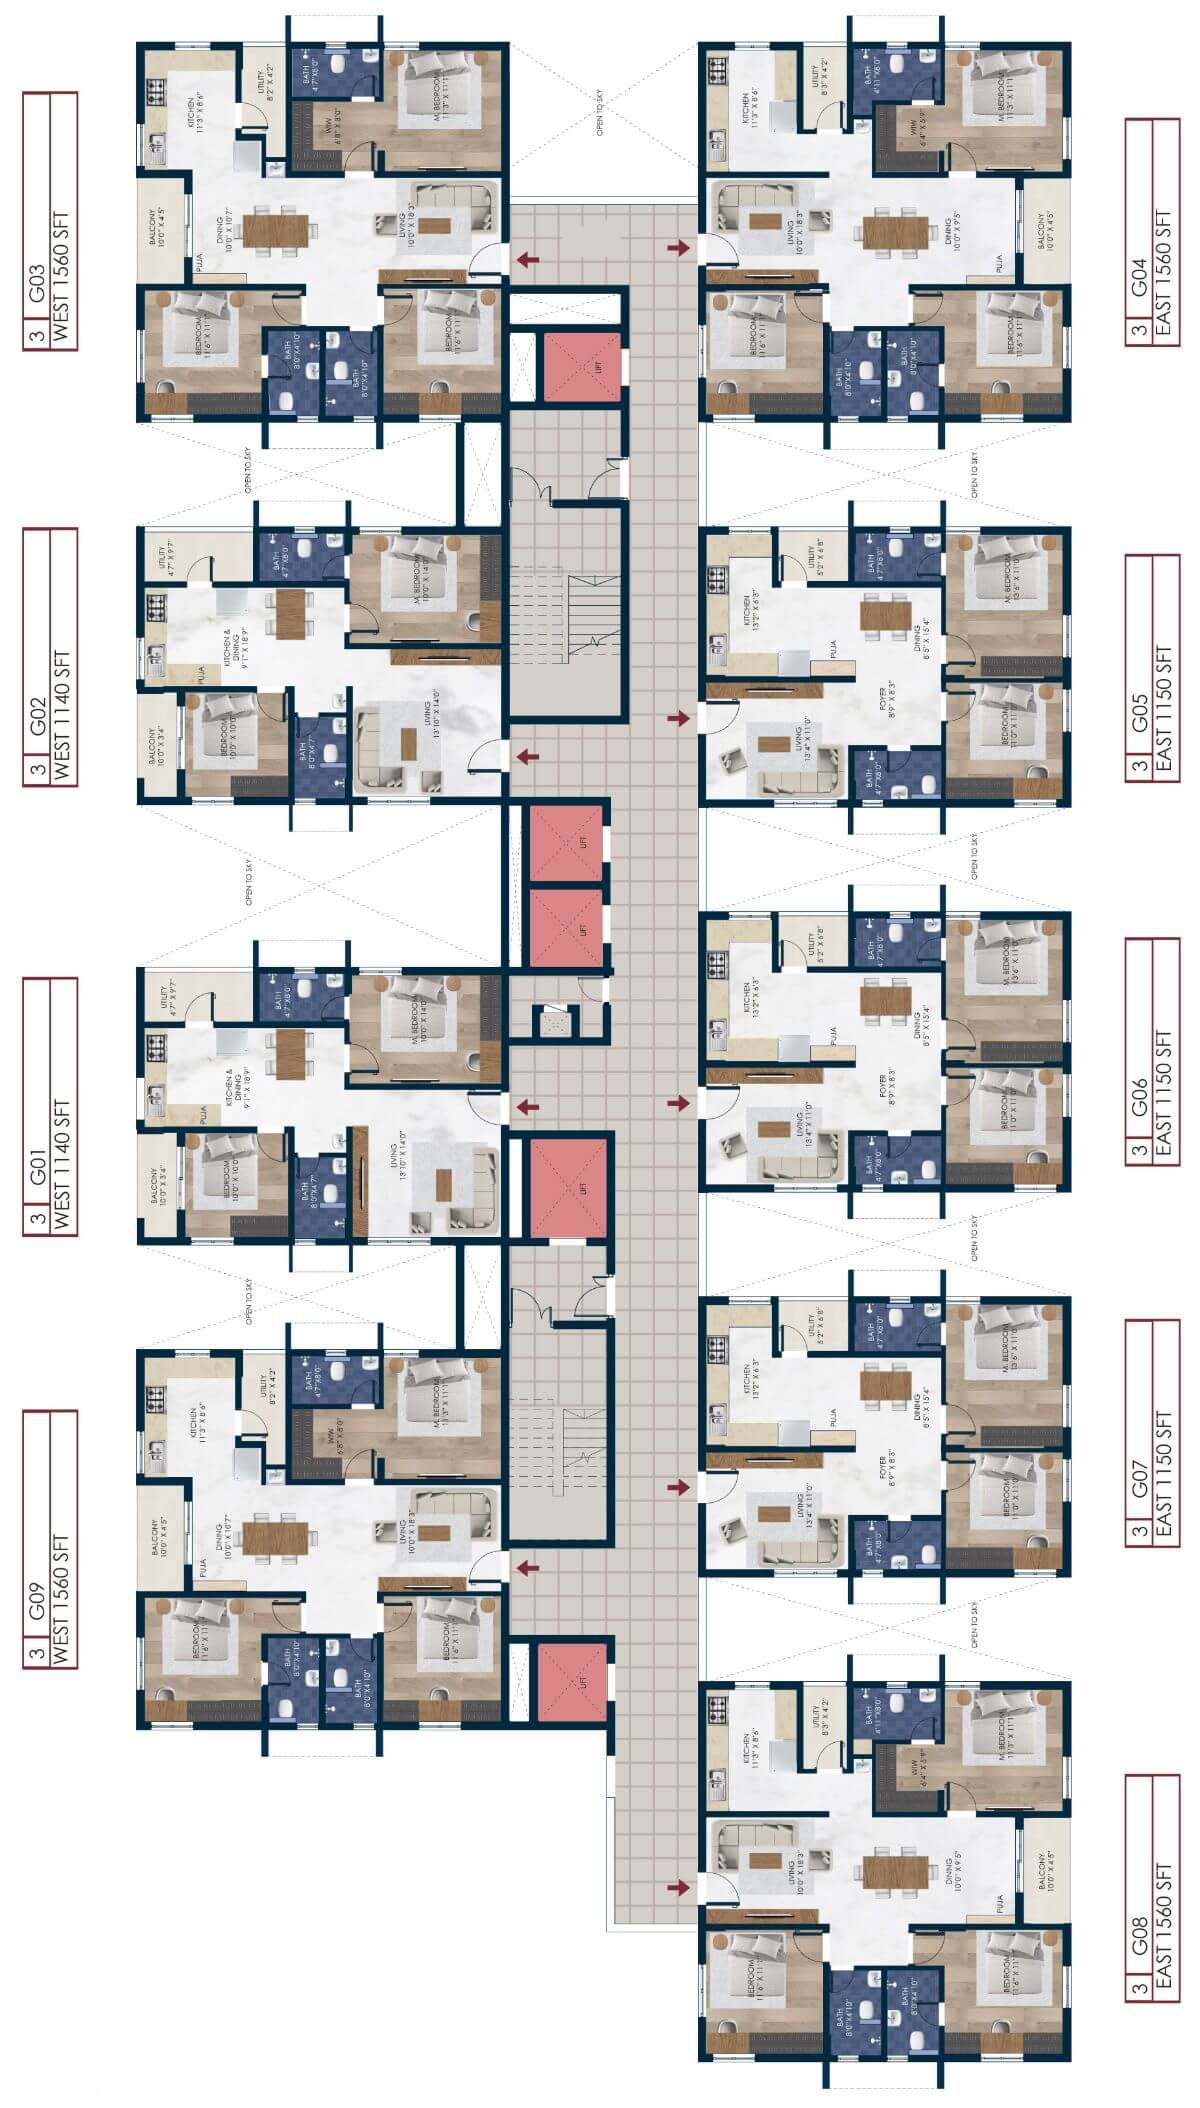 3 G03
WEST 1560 SFT
KITCHEN
11'3" X 8'6"
UTILITY
8'2" X 4'2"
BATH
4'7"X8'0"
M. BEDROOM
11'3" X 11'1"
WIW
6'8" X 8'0"
BALCONY
10'0" X 4'5"
DINING
10'0" X 10'7"
PUJA
LIVING
10'0" X 18'3"
BEDROOM
11'6" X 11'1"
BATH
8'0"X4'10"
BATH
8'0"X4'10"
BEDROOM
11'6" X 11'1"
OPEN TO SKY
LIFT
3 G04
EAST 1560 SFT
KITCHEN
11'3" X 8'6"
UTILITY
8'3" X 4'2"
BATH
4'11"X8'0"
M. BEDROOM
11'3" X 11'1"
WIW
6'4" X 5'9"
LIVING
10'0" X 18'3"
DINING
10'0" X 9'5"
PUJA
BALCONY
10'0" X 4'5"
BEDROOM
11'6" X 11'1"
BATH
8'0"X4'10"
BATH
8'0"X4'10"
BEDROOM
11'6" X 11'1"
OPEN TO SKY
OPEN TO SKY
3 G02
WEST 1140 SFT
UTILITY
4'7" X 9'7"
BATH
4'7"X8'0"
M. BEDROOM
10'0" X 14'0"
KITCHEN &
DINING
9'1" X 18'9"
PUJA
BALCONY
10'0" X 3'4"
BEDROOM
10'0" X 10'0"
BATH
8'0"X4'7"
LIVING
13'10" X 14'0"
3 G05
EAST 1150 SFT
KITCHEN
13'2" X 6'3"
UTILITY
5'2" X 6'8"
BATH
4'7"X8'0"
M. BEDROOM
13'6" X 11'0"
DINING
8'5" X 15'4"
PUJA
FOYER
8'9" X 8'3"
LIVING
13'4" X 11'0"
BATH
4'7"X8'0"
BEDROOM
11'0" X 11'0"
OPEN TO SKY
OPEN TO SKY
LIFT
LIFT
3 G01
WEST 1140 SFT
UTILITY
4'7" X 9'7"
BATH
4'7"X8'0"
M. BEDROOM
10'0" X 14'0"
KITCHEN &
DINING
9'1" X 18'9"
PUJA
BALCONY
10'0" X 3'4"
BEDROOM
10'0" X 10'0"
BATH
8'0"X4'7"
LIVING
13'10" X 14'0"
LIFT
3 G06
EAST 1150 SFT
KITCHEN
13'2" X 6'3"
UTILITY
5'2" X 6'8"
BATH
4'7"X8'0"
M. BEDROOM
13'6" X 11'0"
DINING
8'5" X 15'4"
PUJA
FOYER
8'9" X 8'3"
LIVING
13'4" X 11'0"
BATH
4'7"X8'0"
BEDROOM
11'0" X 11'0"
OPEN TO SKY
OPEN TO SKY
3 G09
WEST 1560 SFT
KITCHEN
11'3" X 8'6"
UTILITY
8'2" X 4'2"
BATH
4'7"X8'0"
M. BEDROOM
11'3" X 11'1"
WIW
6'8" X 8'0"
BALCONY
10'0" X 4'5"
DINING
10'0" X 10'7"
PUJA
LIVING
10'0" X 18'3"
BEDROOM
11'6" X 11'1"
BATH
8'0"X4'10"
BATH
8'0"X4'10"
BEDROOM
11'6" X 11'1"
LIFT
3 G07
EAST 1150 SFT
KITCHEN
13'2" X 6'3"
UTILITY
5'2" X 6'8"
BATH
4'7"X8'0"
M. BEDROOM
13'6" X 11'0"
DINING
8'5" X 15'4"
PUJA
FOYER
8'9" X 8'3"
LIVING
13'4" X 11'0"
BATH
4'7"X8'0"
BEDROOM
11'0" X 11'0"
OPEN TO SKY
3 G08
EAST 1560 SFT
KITCHEN
11'3" X 8'6"
UTILITY
8'3" X 4'2"
BATH
4'11"X8'0"
M. BEDROOM
11'3" X 11'1"
WIW
6'4" X 5'9"
LIVING
10'0" X 18'3"
DINING
10'0" X 9'5"
PUJA
BALCONY
10'0" X 4'5"
BEDROOM
11'6" X 11'1"
BATH
8'0"X4'10"
BATH
8'0"X4'10"
BEDROOM
11'6" X 11'1"